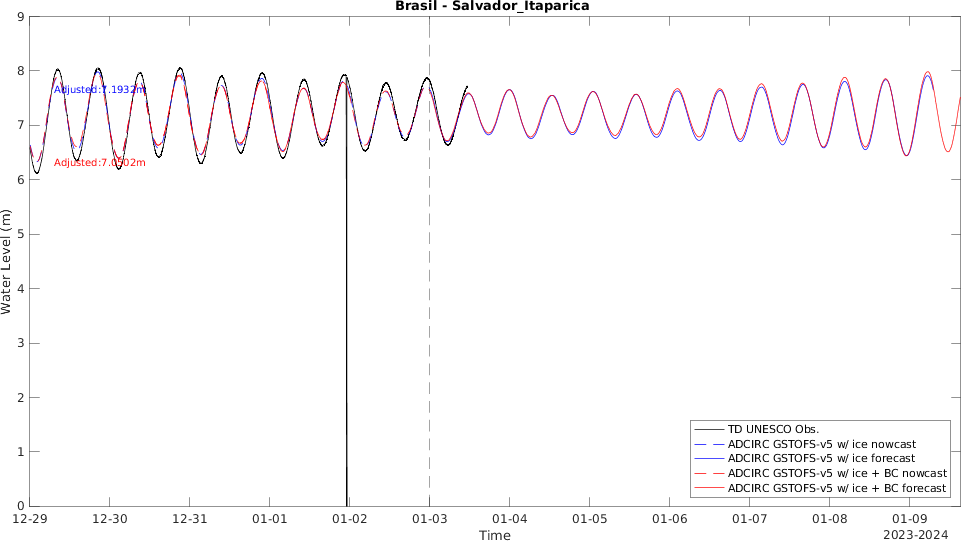 Brasil - Salvador_Itaparica
Water Level (m)
9
8
7
6
5
4
3
2
1
0
Adjusted:7.1932m
Adjusted:7.0502m
TD UNESCO Obs.
ADCIRC GSTOFS-v5 w/ ice nowcast
ADCIRC GSTOFS-v5 w/ ice forecast
ADCIRC GSTOFS-v5 w/ ice + BC nowcast
ADCIRC GSTOFS-v5 w/ ice + BC forecast
12-29 12-30 12-31 01-01 01-02 01-03 01-04 01-05 01-06 01-07 01-08 01-09
Time
2023-2024